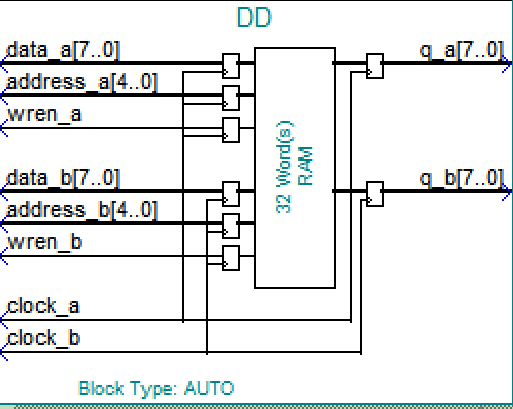 DD
data_a[7..0]
q_a[7..0]
address_a[4..0]
wren_a
32 Word(s)
RAM
data_b[7..0]
q_b[7..0]
address_b[4..0]
wren_b
clock_a
clock_b
Block Type: AUTO